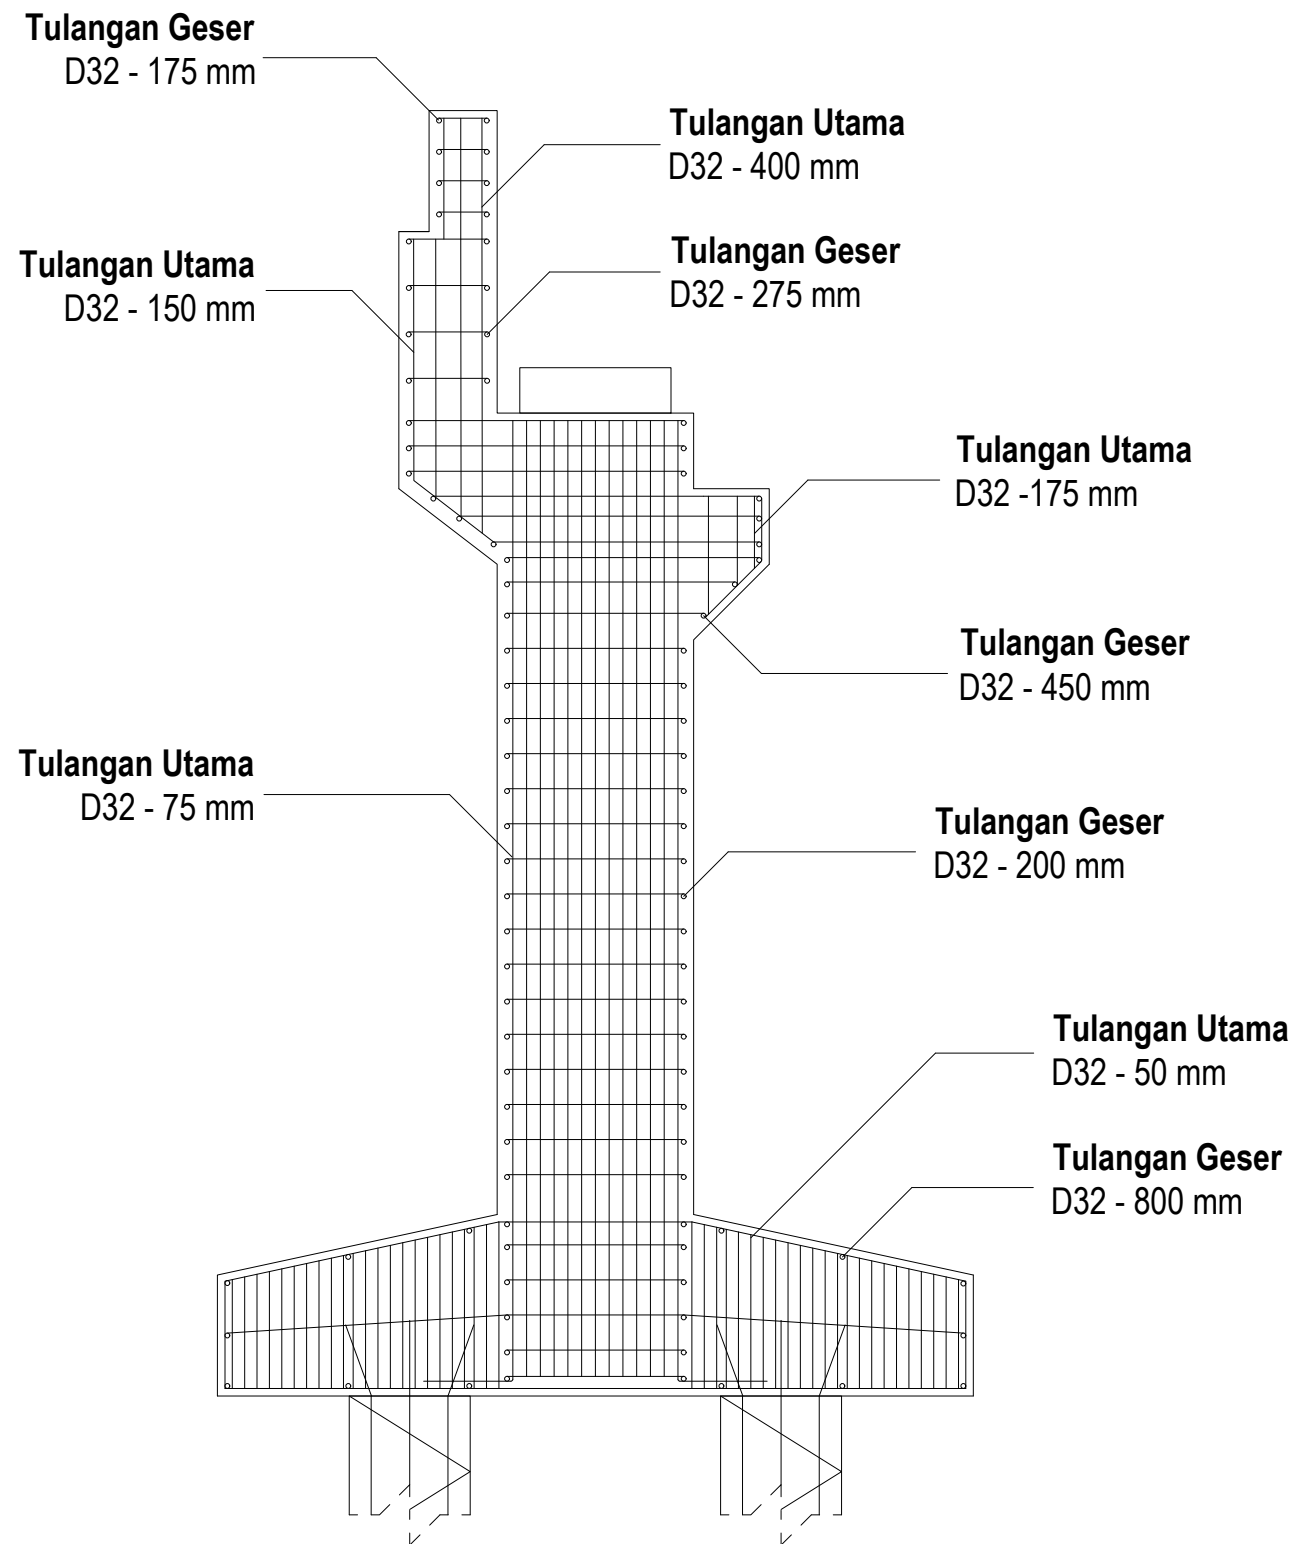 Tulangan Geser
D32 - 175 mm
Tulangan Utama
D32 - 400 mm
Tulangan Utama
D32 - 150 mm
Tulangan Geser
D32 - 275 mm
Tulangan Utama
D32 -175 mm
Tulangan Geser
D32 - 450 mm
Tulangan Utama
D32 - 75 mm
Tulangan Geser
D32 - 200 mm
Tulangan Utama
D32 - 50 mm
Tulangan Geser
D32 - 800 mm